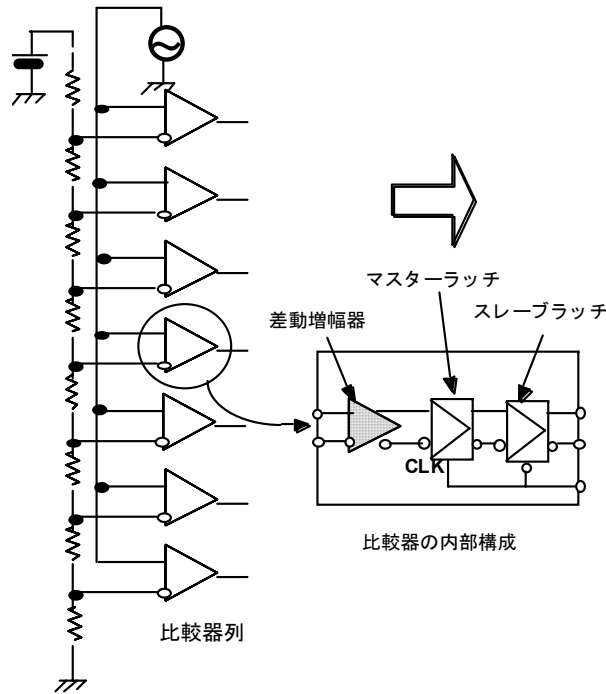 マスターラッチ
スレーブラッチ
差動増幅器
CLK
比較器の内部構成
比較器列